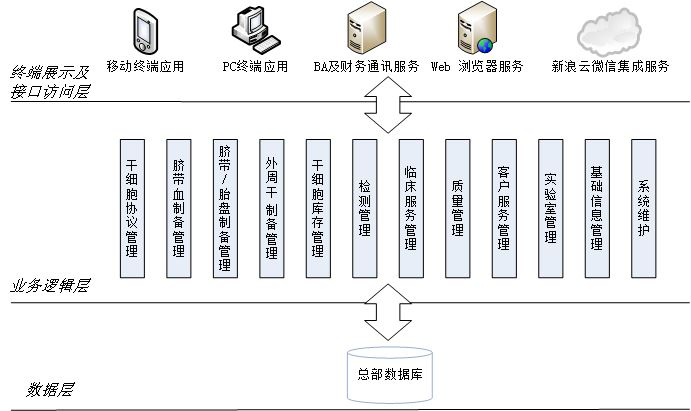 移动终端应用
PC终端应用
BA及财务通讯服务
Web 浏览器服务
新浪云微信集成服务
终端展示及
接口访问层
干细胞协议管理
脐带血制备管理
脐带/胎盘制备管理
外周干制备管理
干细胞库存管理
检测管理
临床服务管理
质量管理
客户服务管理
实验室管理
基础信息管理
系统维护
业务逻辑层
总部数据库
数据层